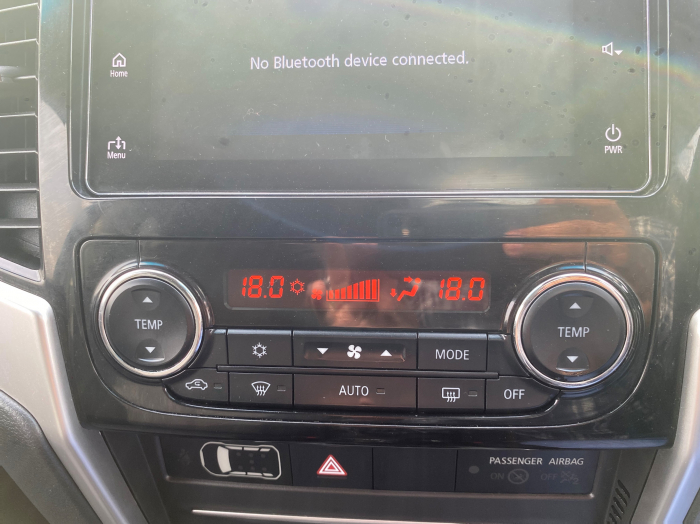 No Bluetooth device connected.
Home
Menu
PWR
18.0 18.0
TEMP
TEMP
MODE
AUTO
OFF
PASSENGER AIRBAG
ON OFF